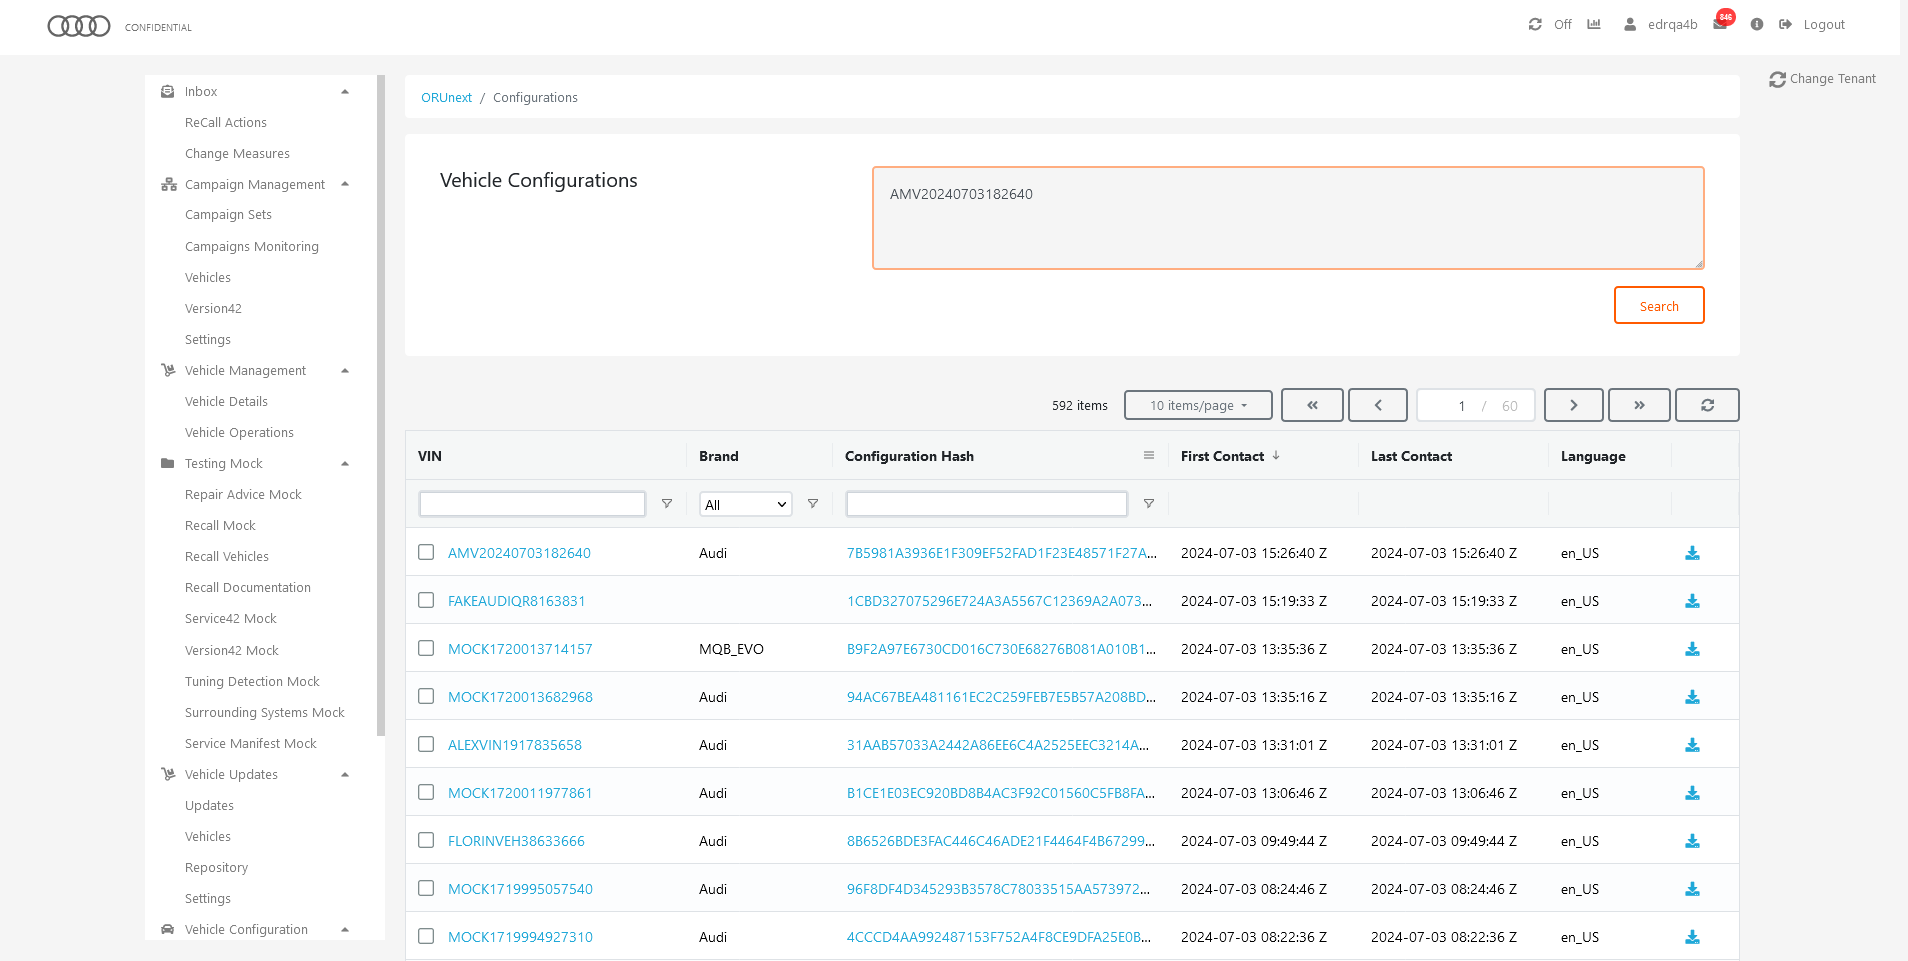 CONFIDENTIAL
Off
edrqa4b
846
Logout
Change Tenant
Inbox
ReCall Actions
Change Measures
Campaign Management
Campaign Sets
Campaigns Monitoring
Vehicles
Version42
Settings
Vehicle Management
Vehicle Details
Vehicle Operations
Testing Mock
Repair Advice Mock
Recall Mock
Recall Vehicles
Recall Documentation
Service42 Mock
Version42 Mock
Tuning Detection Mock
Surrounding Systems Mock
Service Manifest Mock
Vehicle Updates
Updates
Vehicles
Repository
Settings
Vehicle Configuration
ORUnext / Configurations
Vehicle Configurations
AMV20240703182640
Search
592 items 10 items/page 1 / 60
VIN Brand Configuration Hash First Contact Last Contact Language
All
AMV20240703182640 Audi 7B5981A3936E1F309EF52FAD1F23E48571F27A... 2024-07-03 15:26:40 Z 2024-07-03 15:26:40 Z en_US
FAKEAUDIQR8163831 1CBD327075296E724A3A5567C12369A2A073... 2024-07-03 15:19:33 Z 2024-07-03 15:19:33 Z en_US
MOCK1720013714157 MQB_EVO B9F2A97E6730CD016C730E68276B081A010B1... 2024-07-03 13:35:36 Z 2024-07-03 13:35:36 Z en_US
MOCK1720013682968 Audi 94AC67BEA481161EC2C259FEB7E5B57A208BD... 2024-07-03 13:35:16 Z 2024-07-03 13:35:16 Z en_US
ALEXVIN1917835658 Audi 31AAB57033A2442A86EE6C4A2525EEC3214A... 2024-07-03 13:31:01 Z 2024-07-03 13:31:01 Z en_US
MOCK1720011977861 Audi B1CE1E03EC920BD8B4AC3F92C01560C5FB8FA... 2024-07-03 13:06:46 Z 2024-07-03 13:06:46 Z en_US
FLORINVEH38633666 Audi 8B6526BDE3FAC446C46ADE21F4464F4B67299... 2024-07-03 09:49:44 Z 2024-07-03 09:49:44 Z en_US
MOCK1719995057540 Audi 96F8DF4D345293B3578C78033515AA573972... 2024-07-03 08:24:46 Z 2024-07-03 08:24:46 Z en_US
MOCK1719994927310 Audi 4CCCD4AA992487153F752A4F8CE9DFA25E0B... 2024-07-03 08:22:36 Z 2024-07-03 08:22:36 Z en_US